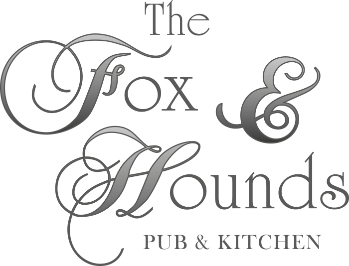 The
Fox &
Hounds
PUB & KITCHEN